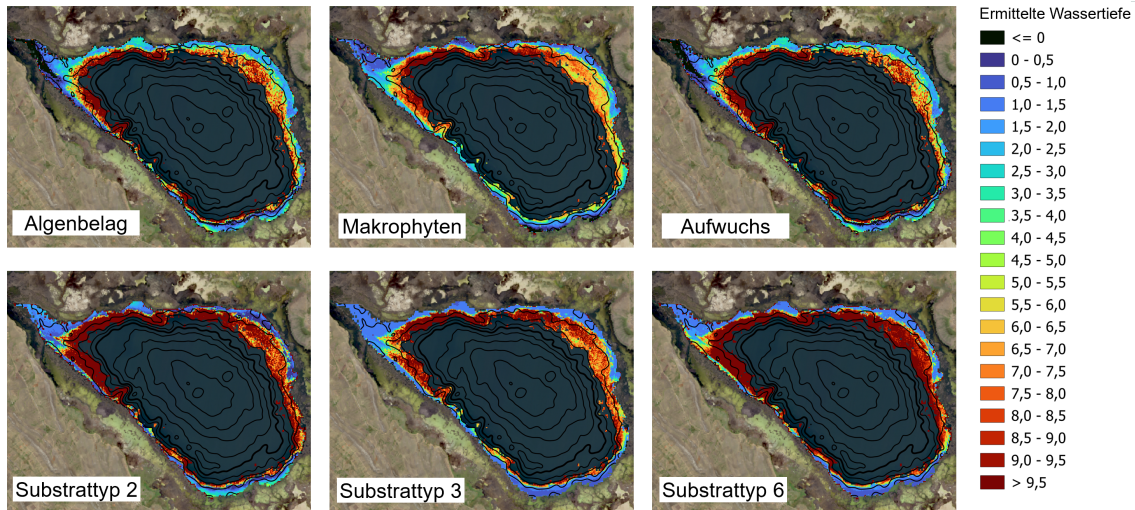 Algenbelag
Makrophyten
Aufwuchs
Substrattyp 2
Substrattyp 3
Substrattyp 6
Ermittelte Wassertiefe
<= 0
0 - 0,5
0,5 - 1,0
1,0 - 1,5
1,5 - 2,0
2,0 - 2,5
2,5 - 3,0
3,0 - 3,5
3,5 - 4,0
4,0 - 4,5
4,5 - 5,0
5,0 - 5,5
5,5 - 6,0
6,0 - 6,5
6,5 - 7,0
7,0 - 7,5
7,5 - 8,0
8,0 - 8,5
8,5 - 9,0
9,0 - 9,5
> 9,5